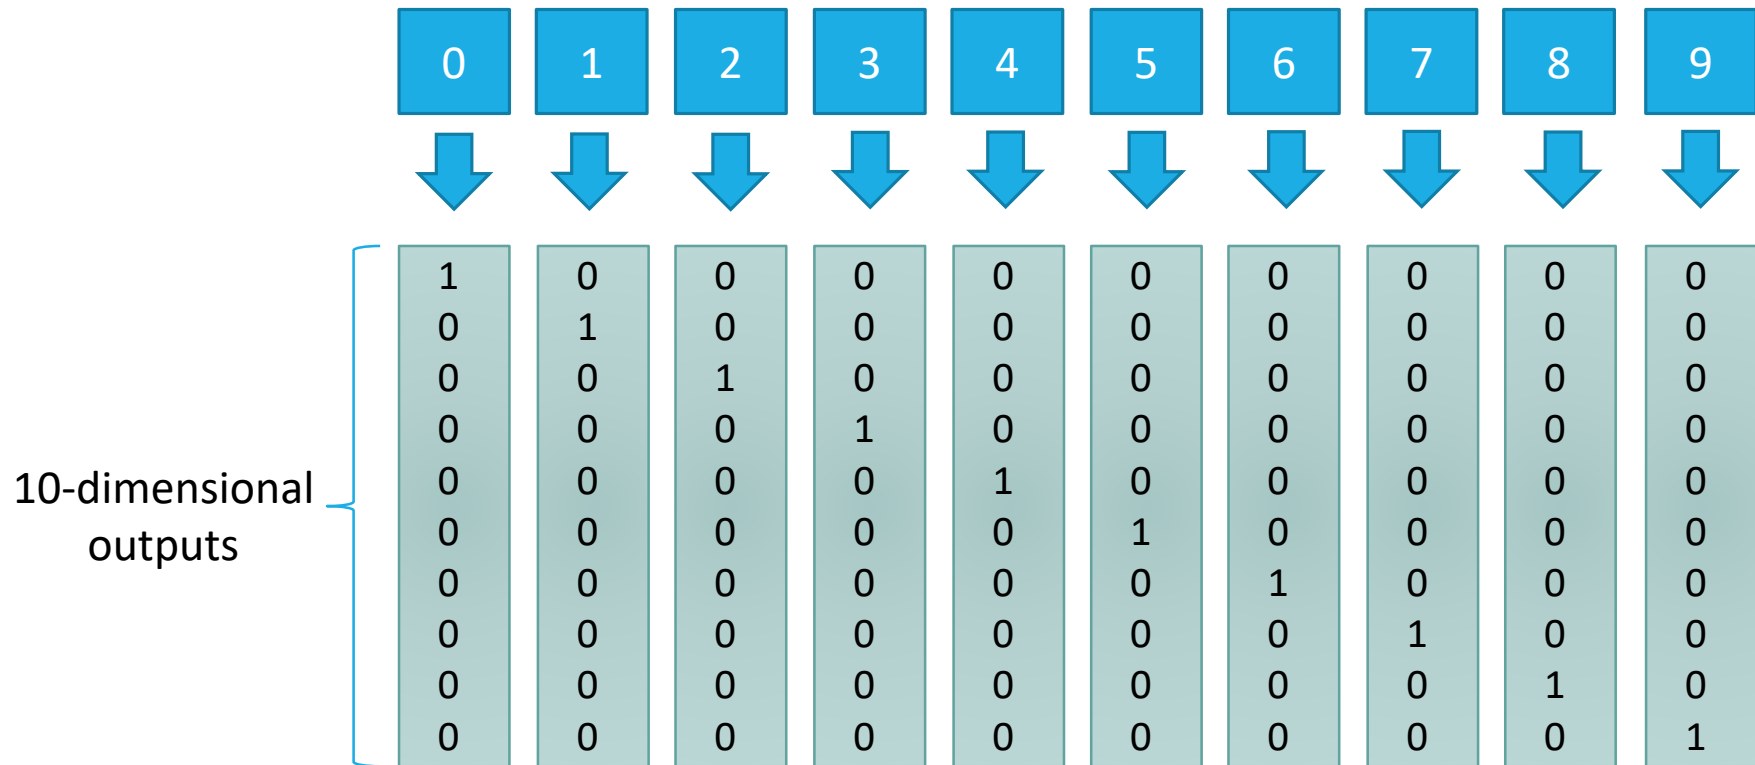 0 1 2 3 4 5 6 7 8 9
1 0 0 0 0 0 0 0 0 0
0 1 0 0 0 0 0 0 0 0
0 0 1 0 0 0 0 0 0 0
0 0 0 1 0 0 0 0 0 0
0 0 0 0 1 0 0 0 0 0
0 0 0 0 0 1 0 0 0 0
0 0 0 0 0 0 1 0 0 0
0 0 0 0 0 0 0 1 0 0
0 0 0 0 0 0 0 0 1 0
0 0 0 0 0 0 0 0 0 1
10-dimensional
outputs